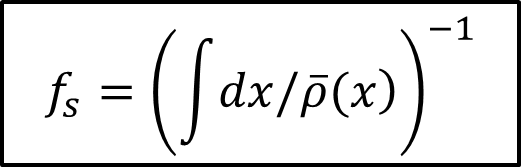 f_s = (∫ dx/ρ̄(x))^{-1}